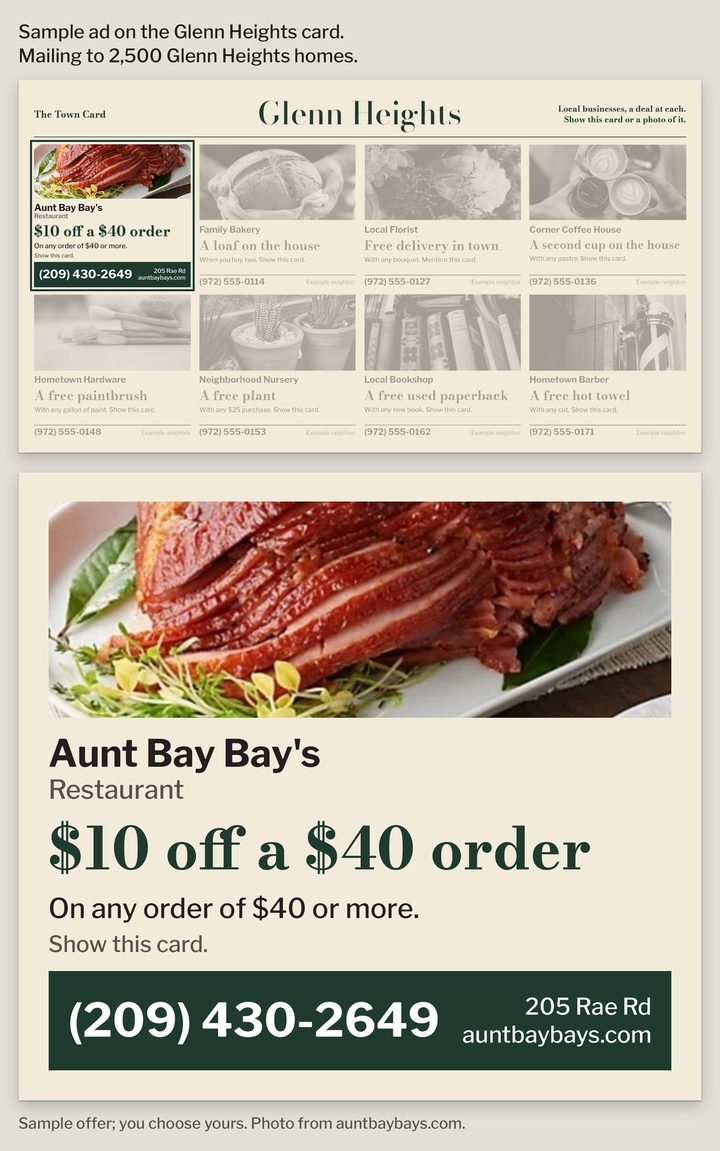 Sample ad on the Glenn Heights card.
Mailing to 2,500 Glenn Heights homes.
The Town Card
Glenn Heights
Local businesses, a deal at each.
Show this card or a photo of it.
Aunt Bay Bay's
Restaurant
$10 off a $40 order
On any order of $40 or more.
Show this card.
(209) 430-2649
205 Rae Rd
auntbaybays.com
Family Bakery
A loaf on the house
When you buy two. Show this card.
(972) 555-0114
Example neighbor
Local Florist
Free delivery in town
With any bouquet. Mention this card.
(972) 555-0127
Example neighbor
Corner Coffee House
A second cup on the house
With any pastry. Show this card.
(972) 555-0136
Example neighbor
Hometown Hardware
A free paintbrush
With any gallon of paint. Show this card.
(972) 555-0148
Example neighbor
Neighborhood Nursery
A free plant
With any $25 purchase. Show this card.
(972) 555-0153
Example neighbor
Local Bookshop
A free used paperback
With any new book. Show this card.
(972) 555-0162
Example neighbor
Hometown Barber
A free hot towel
With any cut. Show this card.
(972) 555-0171
Example neighbor
Aunt Bay Bay's
Restaurant
$10 off a $40 order
On any order of $40 or more.
Show this card.
(209) 430-2649
205 Rae Rd
auntbaybays.com
Sample offer; you choose yours. Photo from auntbaybays.com.